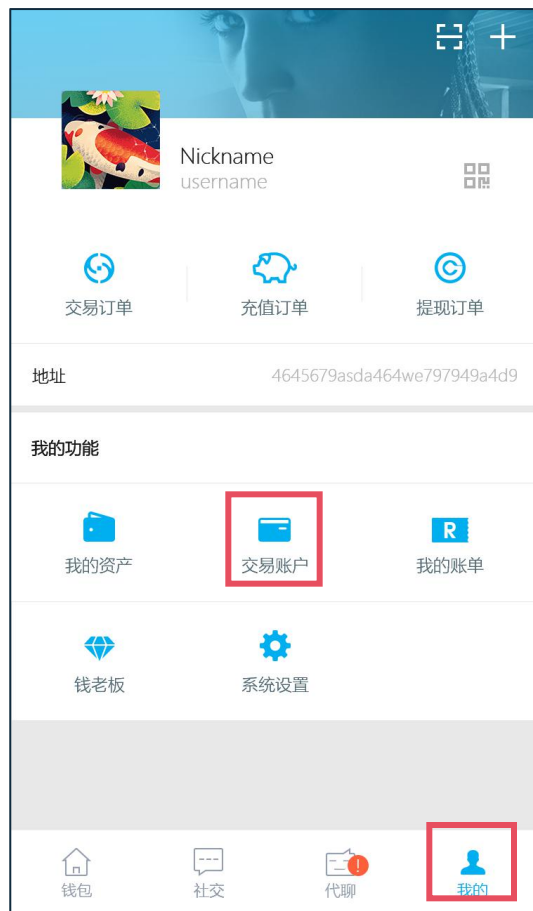 Nickname
username
交易订单
充值订单
提现订单
地址 4645679asda464we797949a4d9
我的功能
我的资产
交易账户
R
我的账单
钱老板
系统设置
钱包
社交
代聊
!
我的